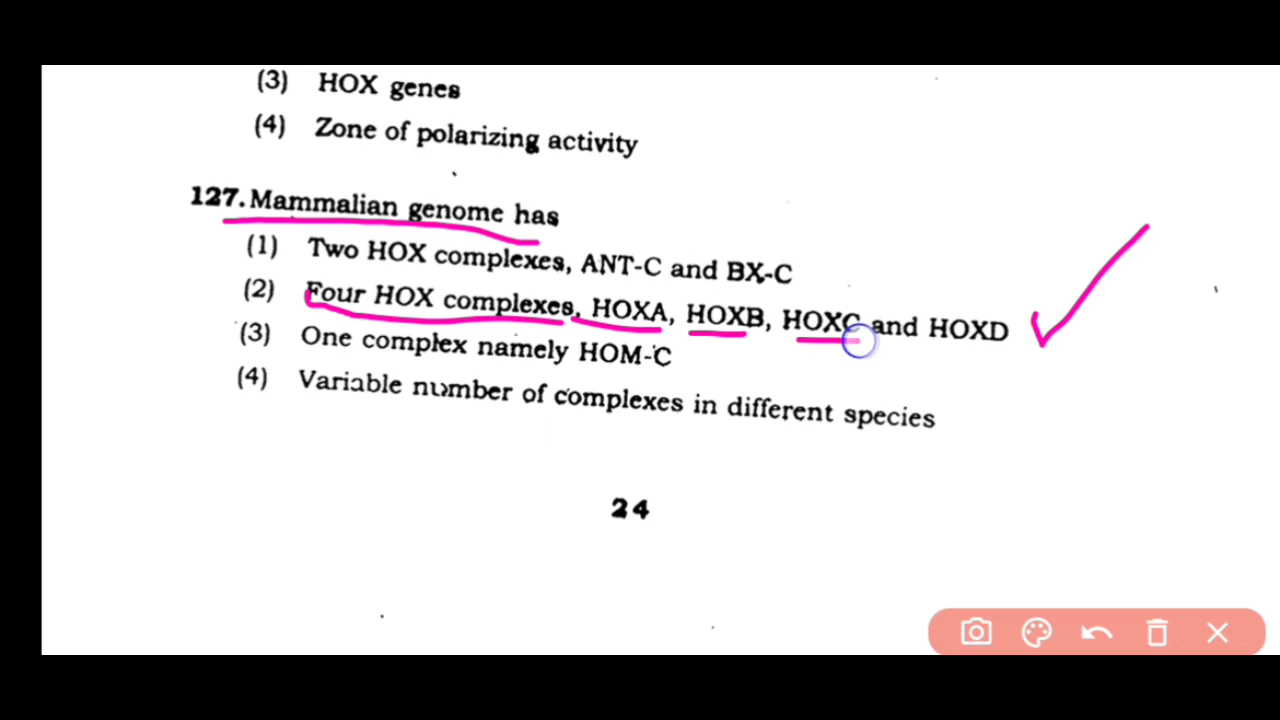 (3) HOX genes
(4) Zone of polarizing activity
127. Mammalian genome has
(1) Two HOX complexes, ANT-C and BX-C
(2) Four HOX complexes, HOXA, HOXB, HOXC and HOXD
(3) One complex namely HOM-C
(4) Variable number of complexes in different species
24